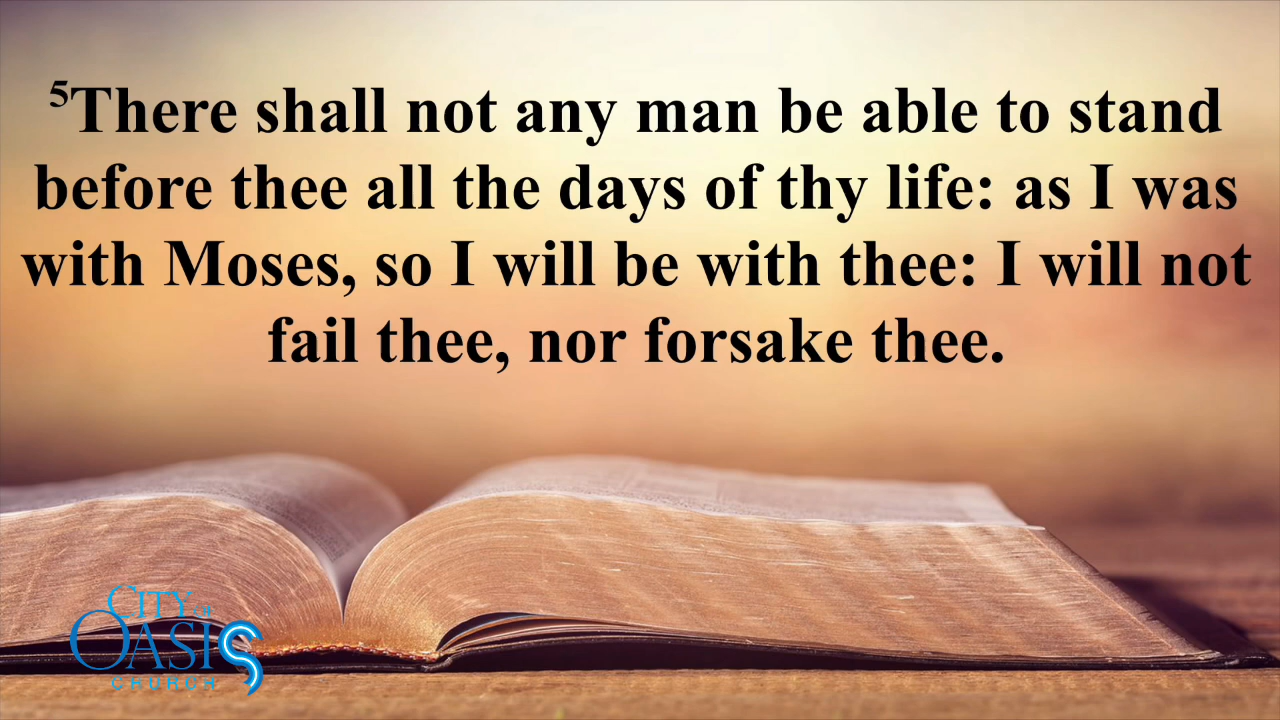 ⁵There shall not any man be able to stand
before thee all the days of thy life: as I was
with Moses, so I will be with thee: I will not
fail thee, nor forsake thee.
CITY OF
OASIS
CHURCH